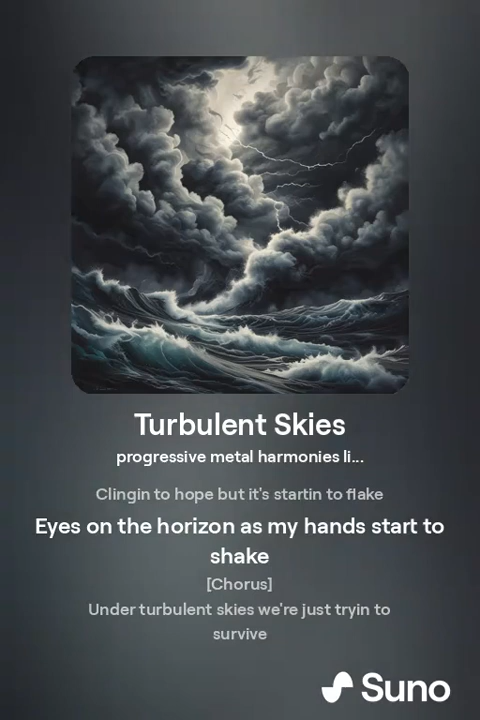 Turbulent Skies
progressive metal harmonies li...
Clingin to hope but it's startin to flake
Eyes on the horizon as my hands start to
shake
[Chorus]
Under turbulent skies we're just tryin to
survive
Suno